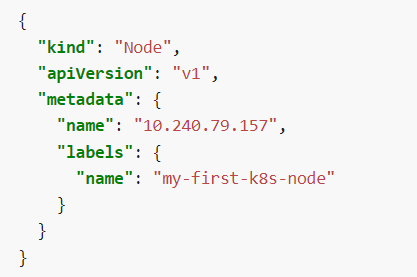 {
  "kind": "Node",
  "apiVersion": "v1",
  "metadata": {
    "name": "10.240.79.157",
    "labels": {
      "name": "my-first-k8s-node"
    }
  }
}